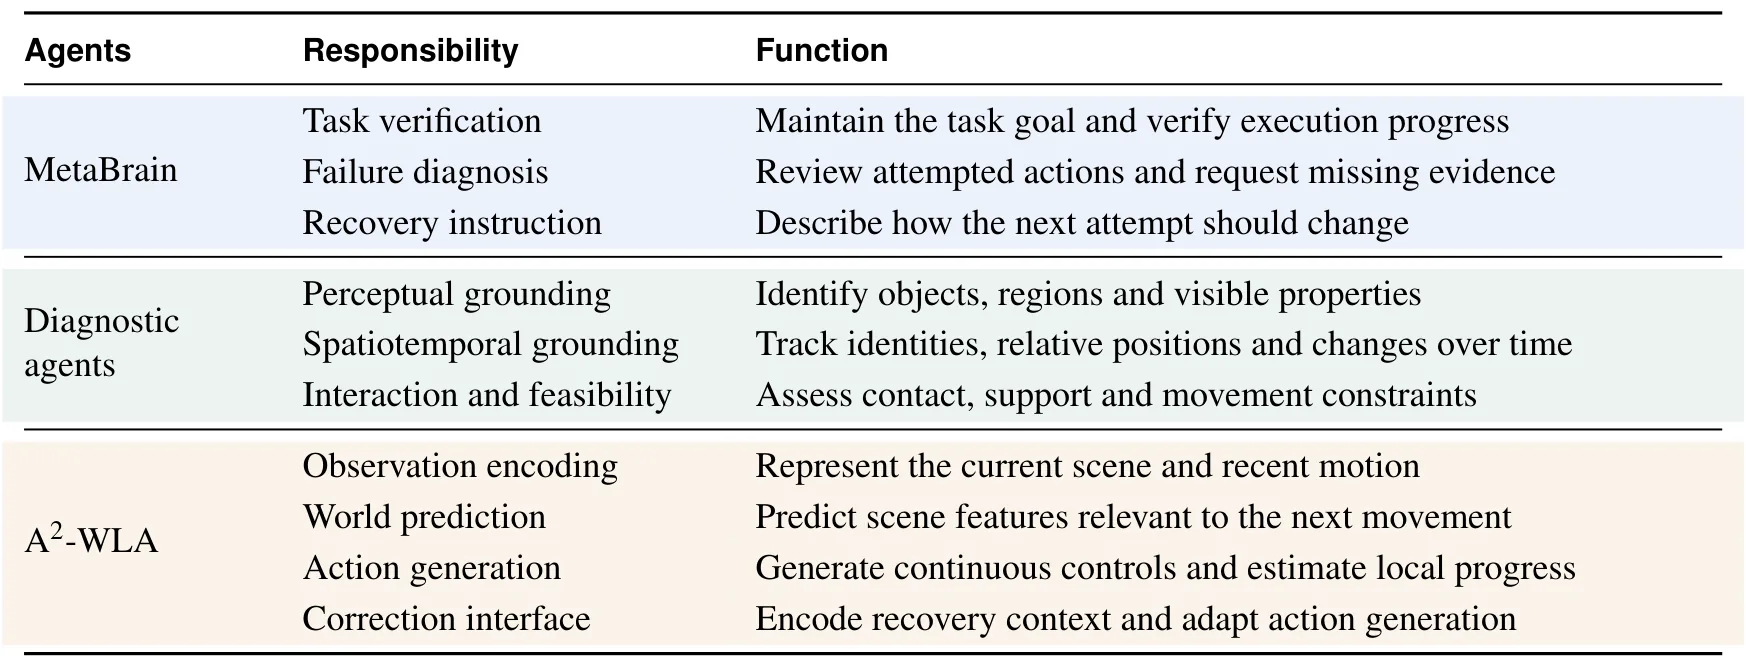 Agents Responsibility Function
Task verification Maintain the task goal and verify execution progress
MetaBrain Failure diagnosis Review attempted actions and request missing evidence
Recovery instruction Describe how the next attempt should change
Perceptual grounding Identify objects, regions and visible properties
Diagnostic agents Spatiotemporal grounding Track identities, relative positions and changes over time
Interaction and feasibility Assess contact, support and movement constraints
Observation encoding Represent the current scene and recent motion
World prediction Predict scene features relevant to the next movement
A²-WLA
Action generation Generate continuous controls and estimate local progress
Correction interface Encode recovery context and adapt action generation